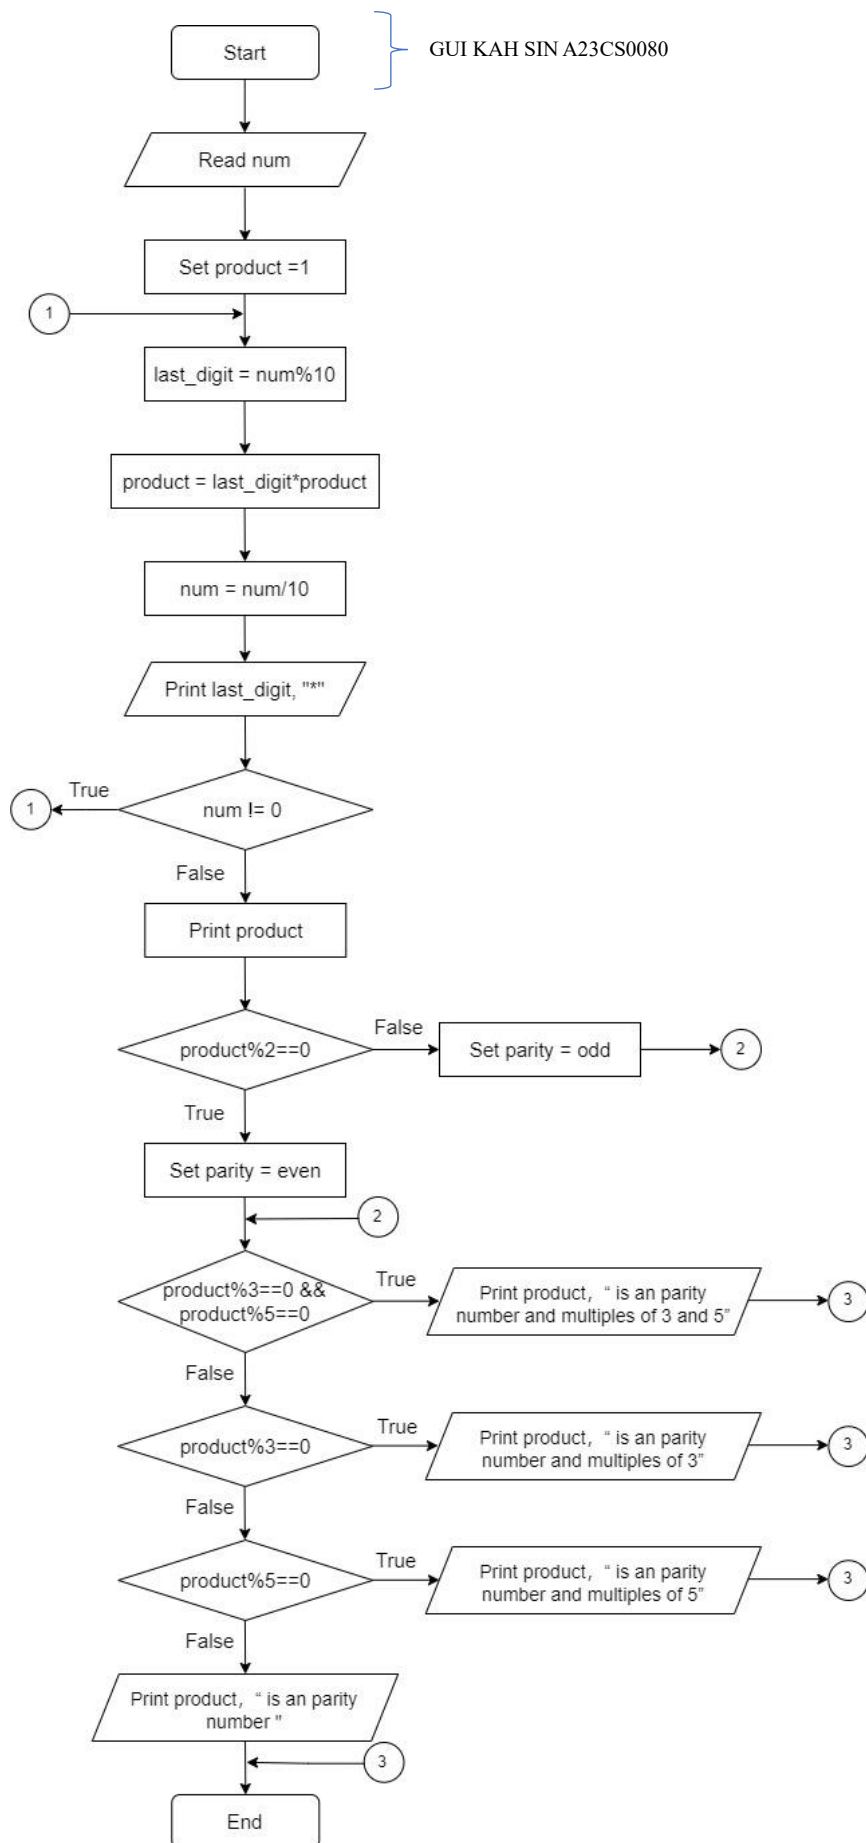 Start
GUI KAH SIN A23CS0080
Read num
Set product =1
1
last_digit = num%10
product = last_digit*product
num = num/10
Print last_digit, "*"
True
1
num != 0
False
Print product
product%2==0
False
Set parity = odd
2
True
Set parity = even
2
product%3==0 &&
product%5==0
True
Print product, “ is an parity
number and multiples of 3 and 5”
3
False
product%3==0
True
Print product, “ is an parity
number and multiples of 3”
3
False
product%5==0
True
Print product, “ is an parity
number and multiples of 5”
3
False
Print product, “ is an parity
number "
3
End